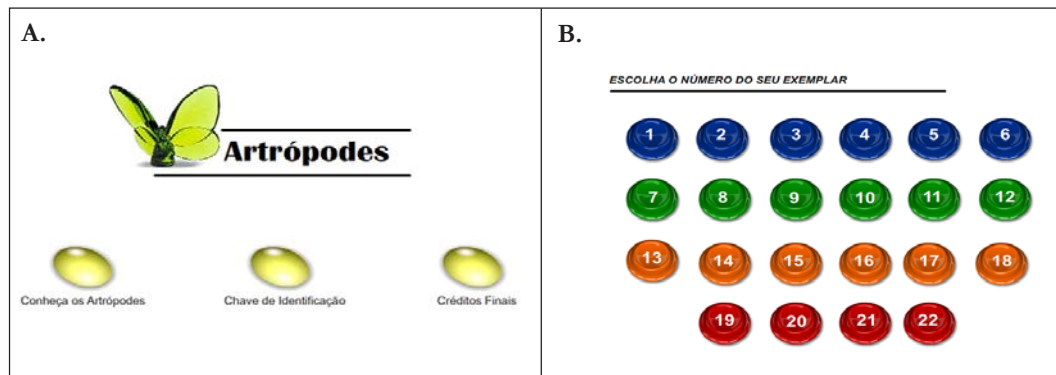 A.
Artrópodes
Conheça os Artrópodes
Chave de Identificação
Créditos Finais
B.
ESCOLHA O NÚMERO DO SEU EXEMPLAR
1 2 3 4 5 6
7 8 9 10 11 12
13 14 15 16 17 18
19 20 21 22